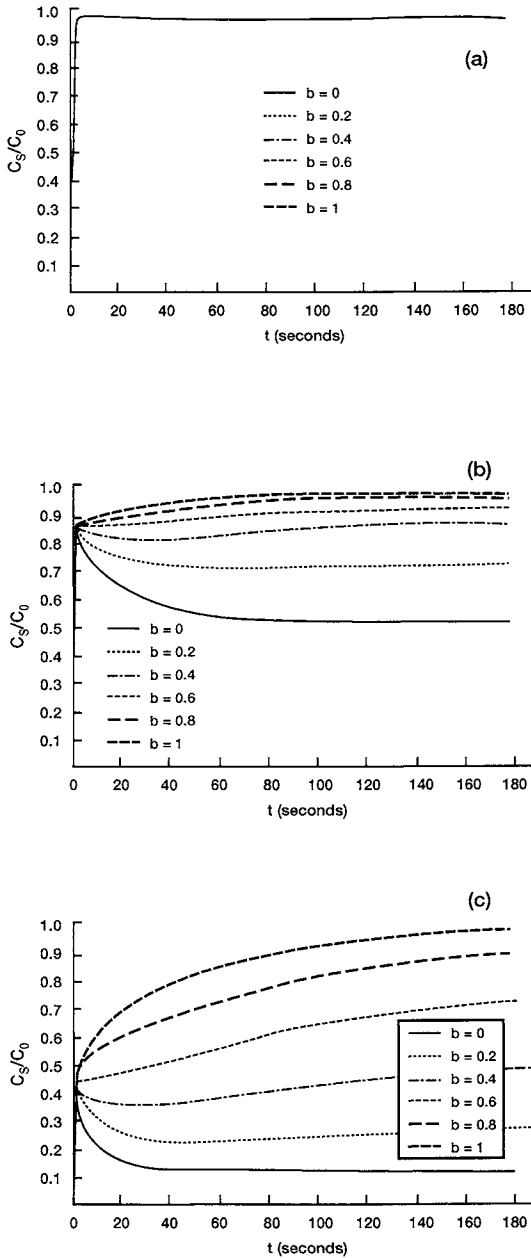 (a)
1.0
0.9
0.8
0.7
0.6
0.5
0.4
0.3
0.2
0.1
C_S/C_0
b = 0
b = 0.2
b = 0.4
b = 0.6
b = 0.8
b = 1
0 20 40 60 80 100 120 140 160 180
t (seconds)
(b)
1.0
0.9
0.8
0.7
0.6
0.5
0.4
0.3
0.2
0.1
C_S/C_0
b = 0
b = 0.2
b = 0.4
b = 0.6
b = 0.8
b = 1
0 20 40 60 80 100 120 140 160 180
t (seconds)
(c)
1.0
0.9
0.8
0.7
0.6
0.5
0.4
0.3
0.2
0.1
C_S/C_0
b = 0
b = 0.2
b = 0.4
b = 0.6
b = 0.8
b = 1
0 20 40 60 80 100 120 140 160 180
t (seconds)